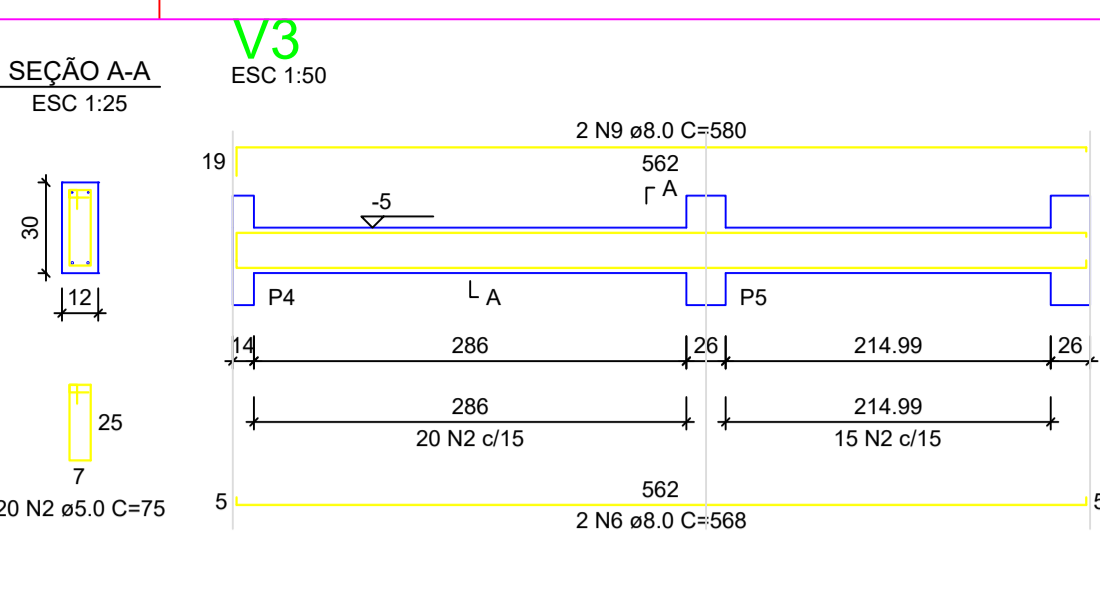 V3
ESC 1:50
SEÇÃO A-A
ESC 1:25
2 N9 ø8.0 C=580
19
562
A
-5
30
12
P4
A
P5
14
286
26
214.99
26
286
214.99
20 N2 c/15
15 N2 c/15
25
7
20 N2 ø5.0 C=75
5
562
5
2 N6 ø8.0 C=568